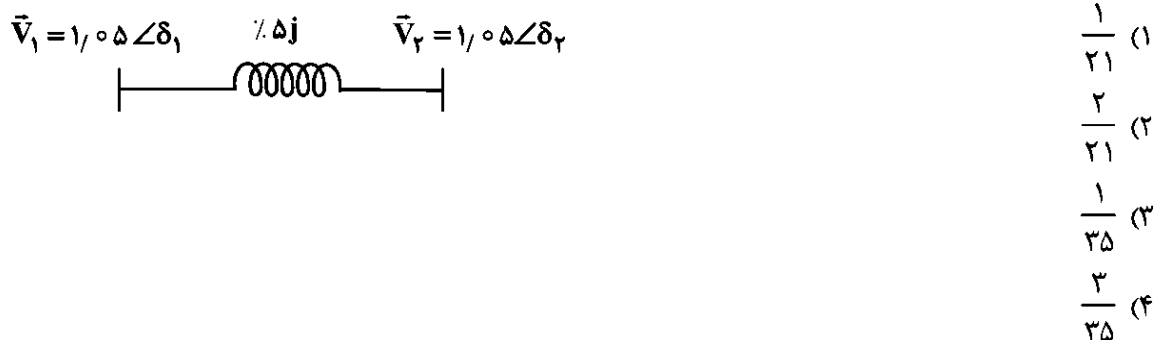 V⃗₁ = ۱/۰۵∠δ₁   ٪۵j   V⃗₂ = ۱/۰۵∠δ₂
۱) ۱/۲۱
۲) ۲/۲۱
۳) ۱/۳۵
۴) ۳/۳۵